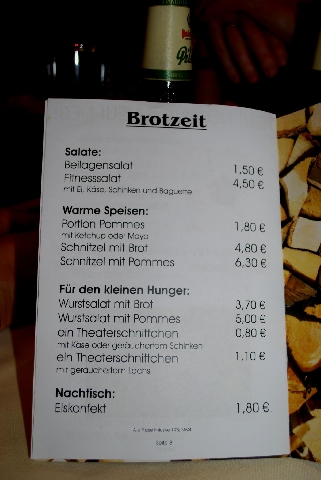 Brotzeit
Salate:
Beilagensalat 1,50 €
Fitnesssalat 4,50 €
mit Ei, Käse, Schinken und Baguette
Warme Speisen:
Portion Pommes 1,80 €
mit Ketchup oder Mayo
Schnitzel mit Brot 4,80 €
Schnitzel mit Pommes 6,30 €
Für den kleinen Hunger:
Wurstsalat mit Brot 3,70 €
Wurstsalat mit Pommes 5,00 €
ein Theaterschnittchen 0,80 €
mit Käse oder geräuchertem Schinken
ein Theaterschnittchen 1,10 €
mit geräuchertem Lachs
Nachtisch:
Eiskonfekt 1,80 €
Seite 8